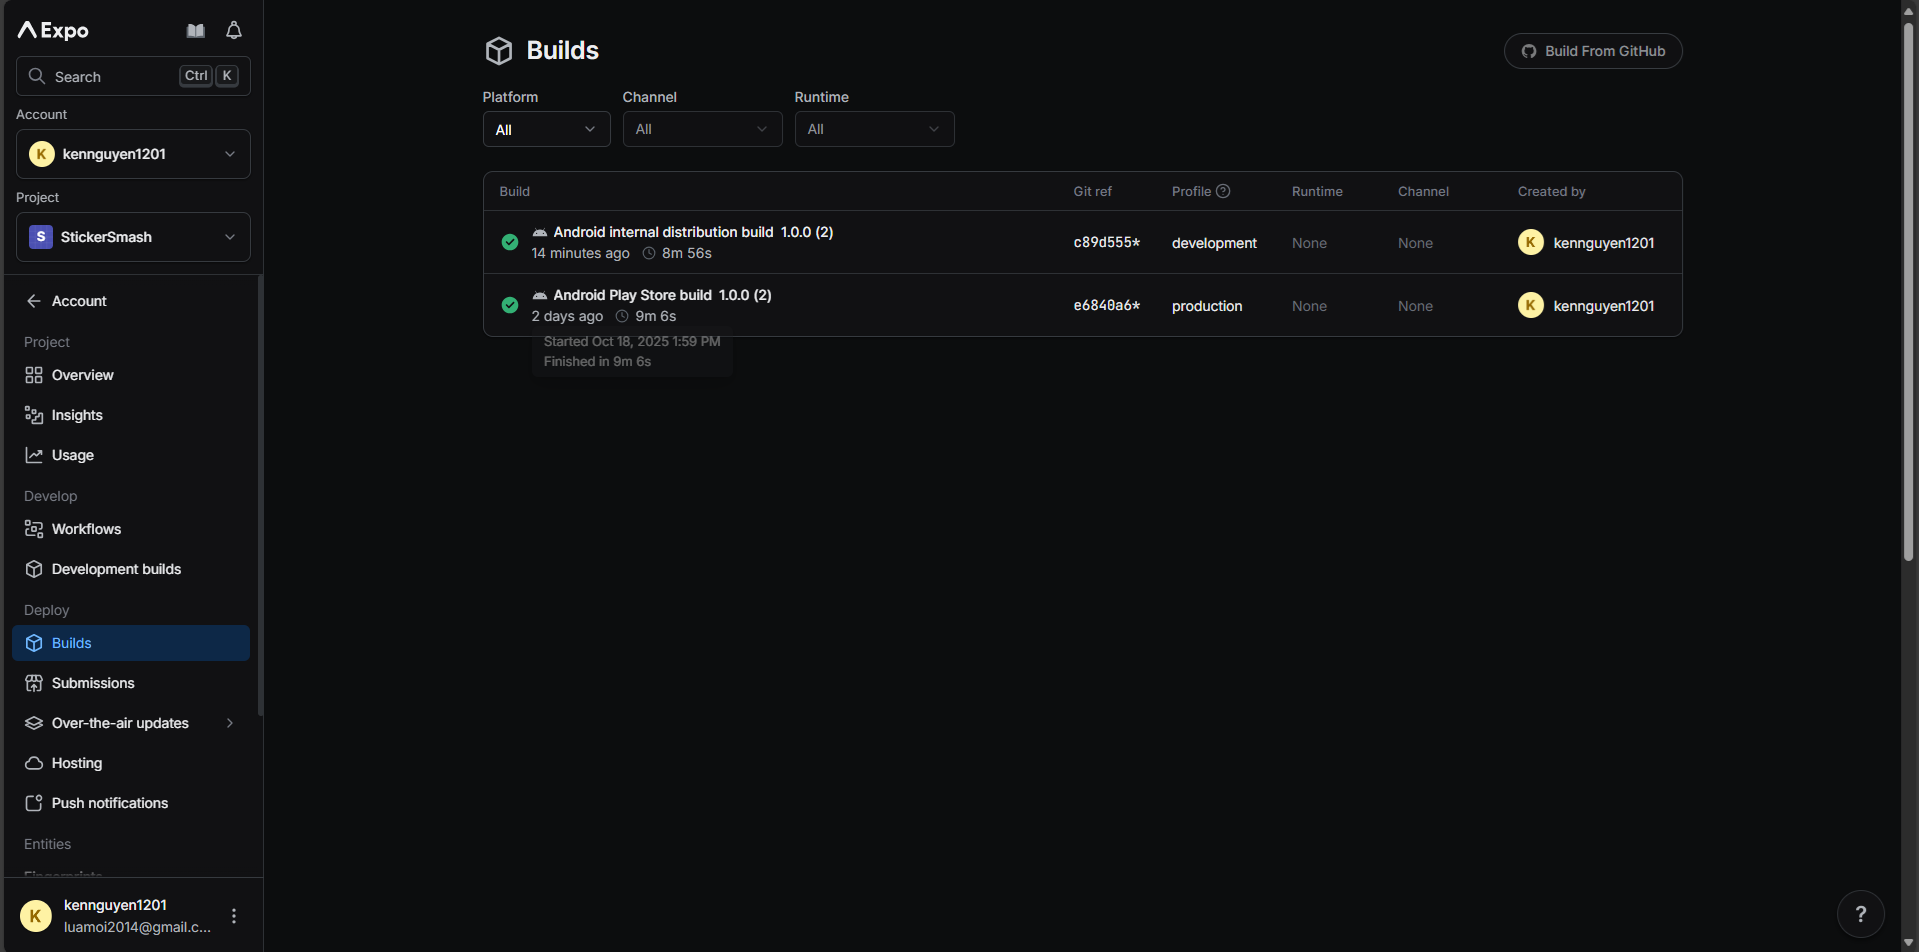 Expo
Search Ctrl K
Account
K kennguyen1201
Project
S StickerSmash
Account
Project
Overview
Insights
Usage
Develop
Workflows
Development builds
Deploy
Builds
Submissions
Over-the-air updates
Hosting
Push notifications
Entities
Fingerprints
K kennguyen1201
luamoi2014@gmail.c...
Builds
Build From GitHub
Platform Channel Runtime
All All All
Build Git ref Profile ? Runtime Channel Created by
Android internal distribution build 1.0.0 (2)
14 minutes ago 8m 56s
c89d555* development None None K kennguyen1201
Android Play Store build 1.0.0 (2)
2 days ago 9m 6s
e6840a6* production None None K kennguyen1201
Started Oct 18, 2025 1:59 PM
Finished in 9m 6s
?